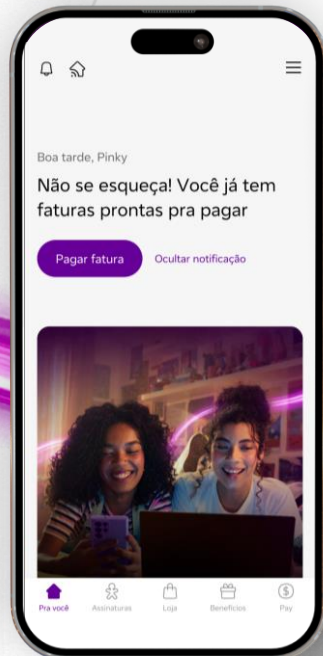 Boa tarde, Pinky
Não se esqueça! Você já tem
faturas prontas pra pagar
Pagar fatura
Ocultar notificação
Pra você
Assinaturas
Loja
Benefícios
Pay